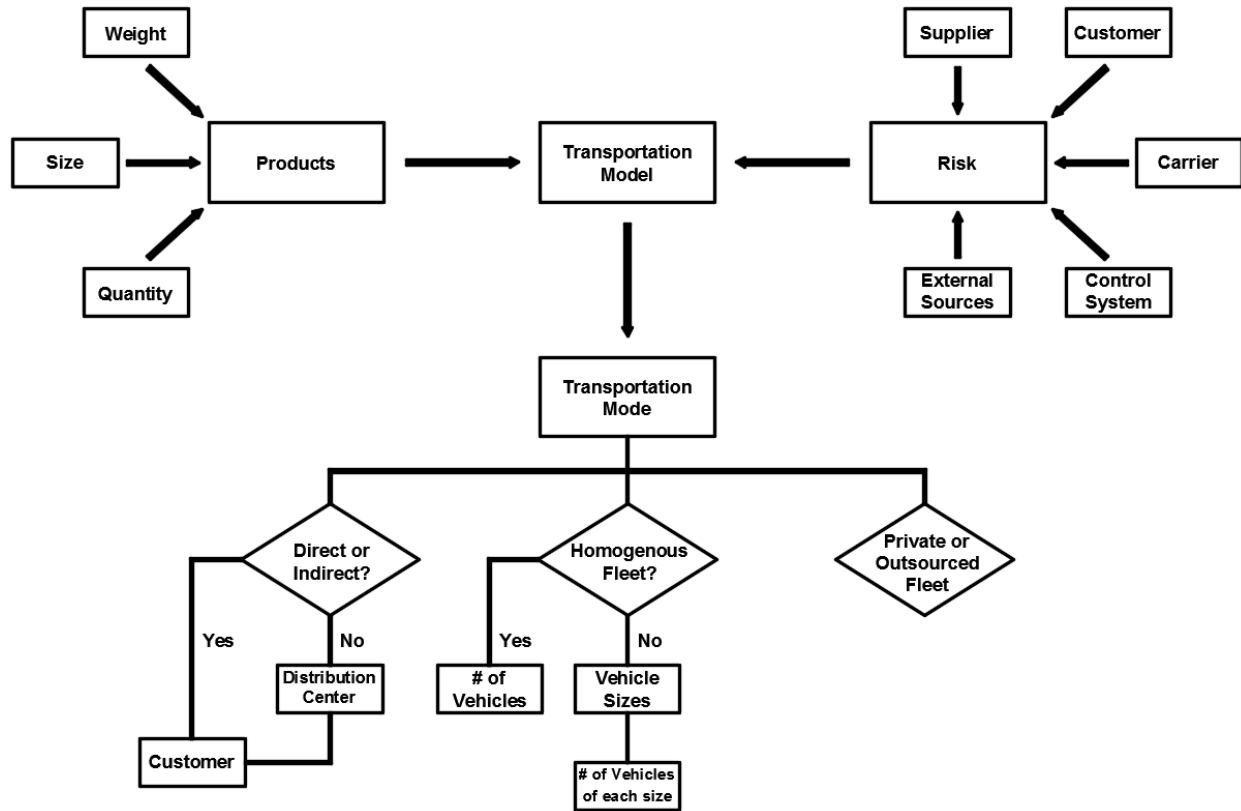 Weight
Supplier
Customer
Size
Products
Transportation
Model
Risk
Carrier
Quantity
External
Sources
Control
System
Transportation
Mode
Direct or
Indirect?
Homogenous
Fleet?
Private or
Outsourced
Fleet
Yes
No
Yes
No
Distribution
Center
# of
Vehicles
Vehicle
Sizes
Customer
# of Vehicles
of each size